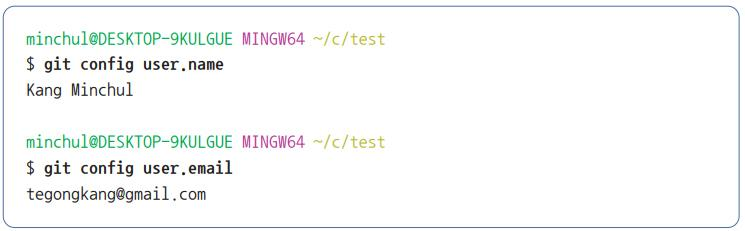 minchul@DESKTOP-9KULGUE MINGW64 ~/c/test
$ git config user.name
Kang Minchul
minchul@DESKTOP-9KULGUE MINGW64 ~/c/test
$ git config user.email
tegongkang@gmail.com